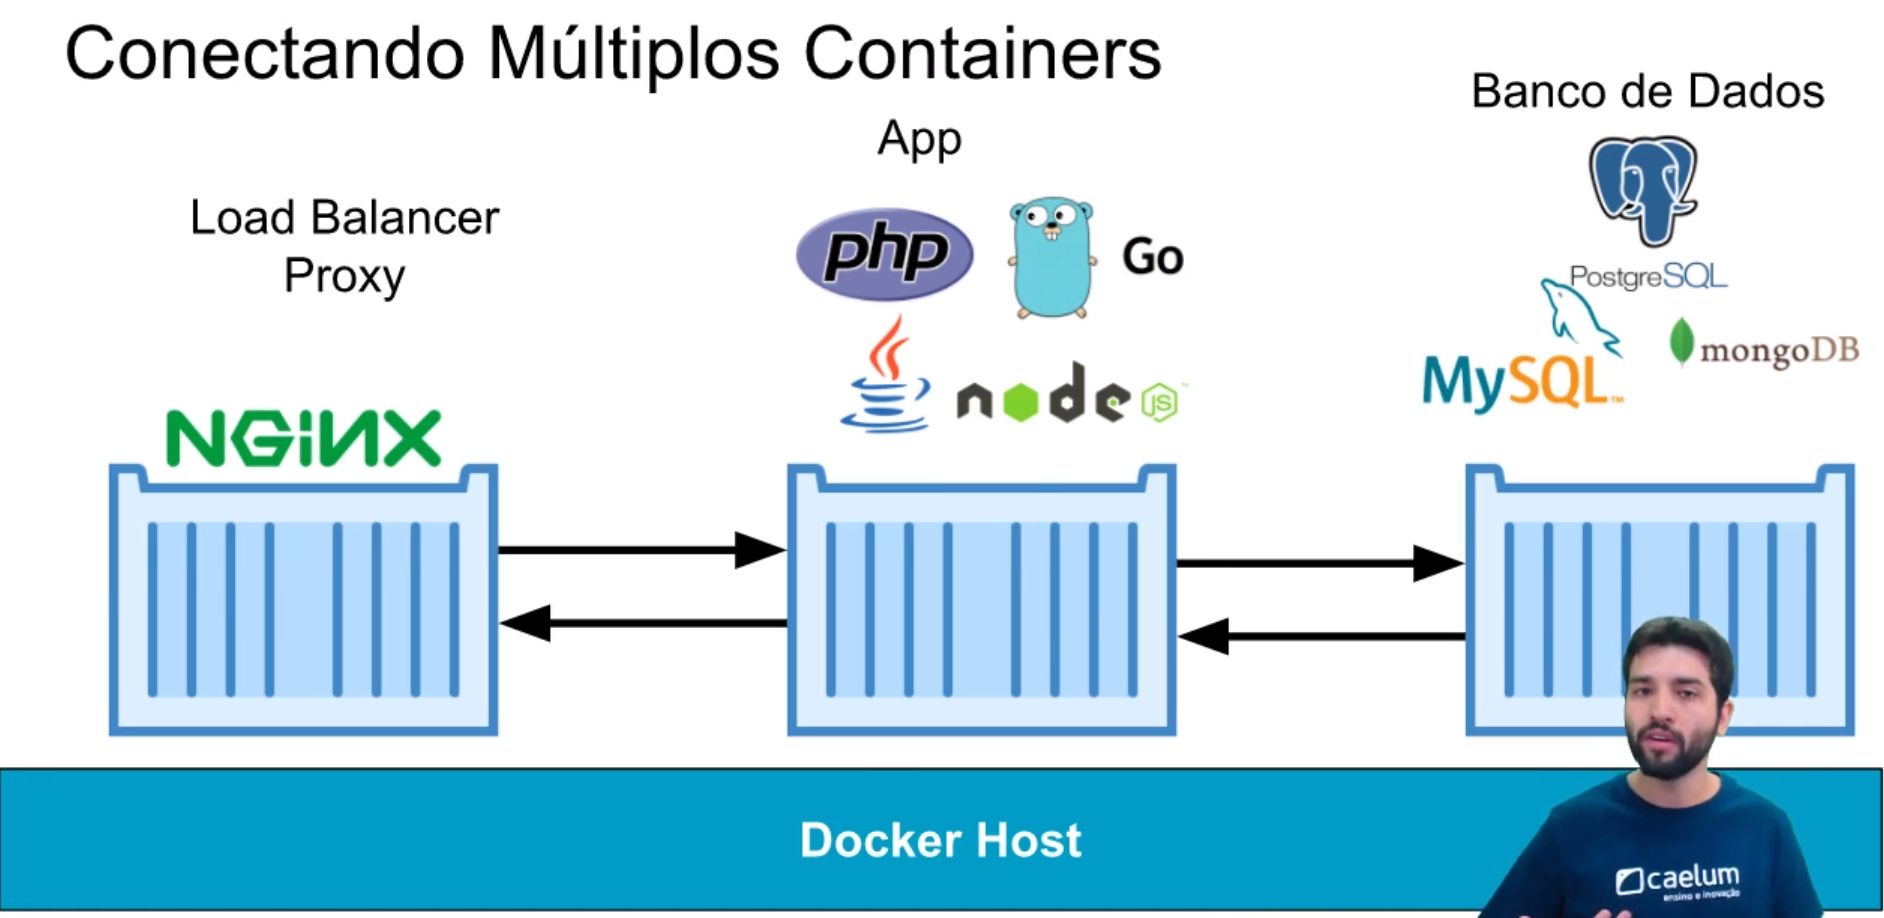 Conectando Múltiplos Containers
Load Balancer
Proxy
App
Banco de Dados
php
Go
node
JS
PostgreSQL
MySQL™
mongoDB
NGiNX
Docker Host
caelum
ensino e inovação